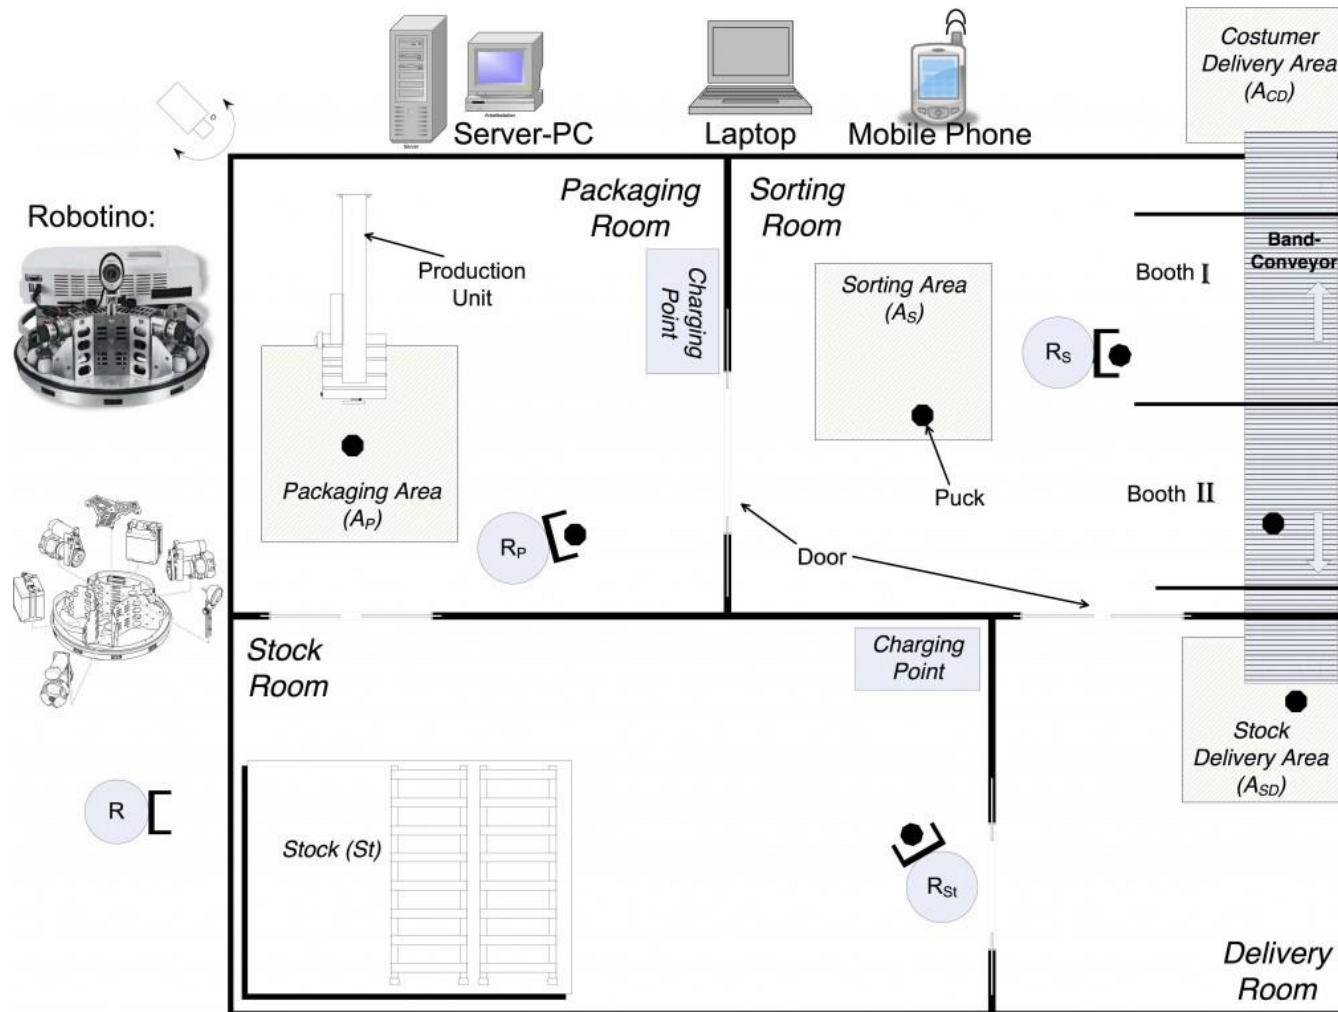 Costumer
Delivery Area
(ACD)
Server-PC
Laptop
Mobile Phone
Server
Robotino:
Packaging
Room
Sorting
Room
Production
Unit
Charging
Point
Sorting Area
(AS)
Booth I
Band-
Conveyor
RS
Packaging Area
(AP)
RP
Puck
Booth II
Door
Stock
Room
Charging
Point
Stock
Delivery Area
(ASD)
R
Stock (St)
RSt
Delivery
Room